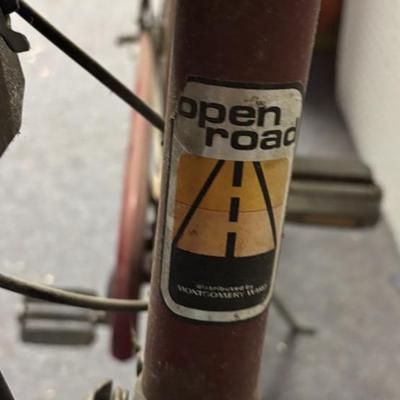 open
road
distributed by
MONTGOMERY WARD